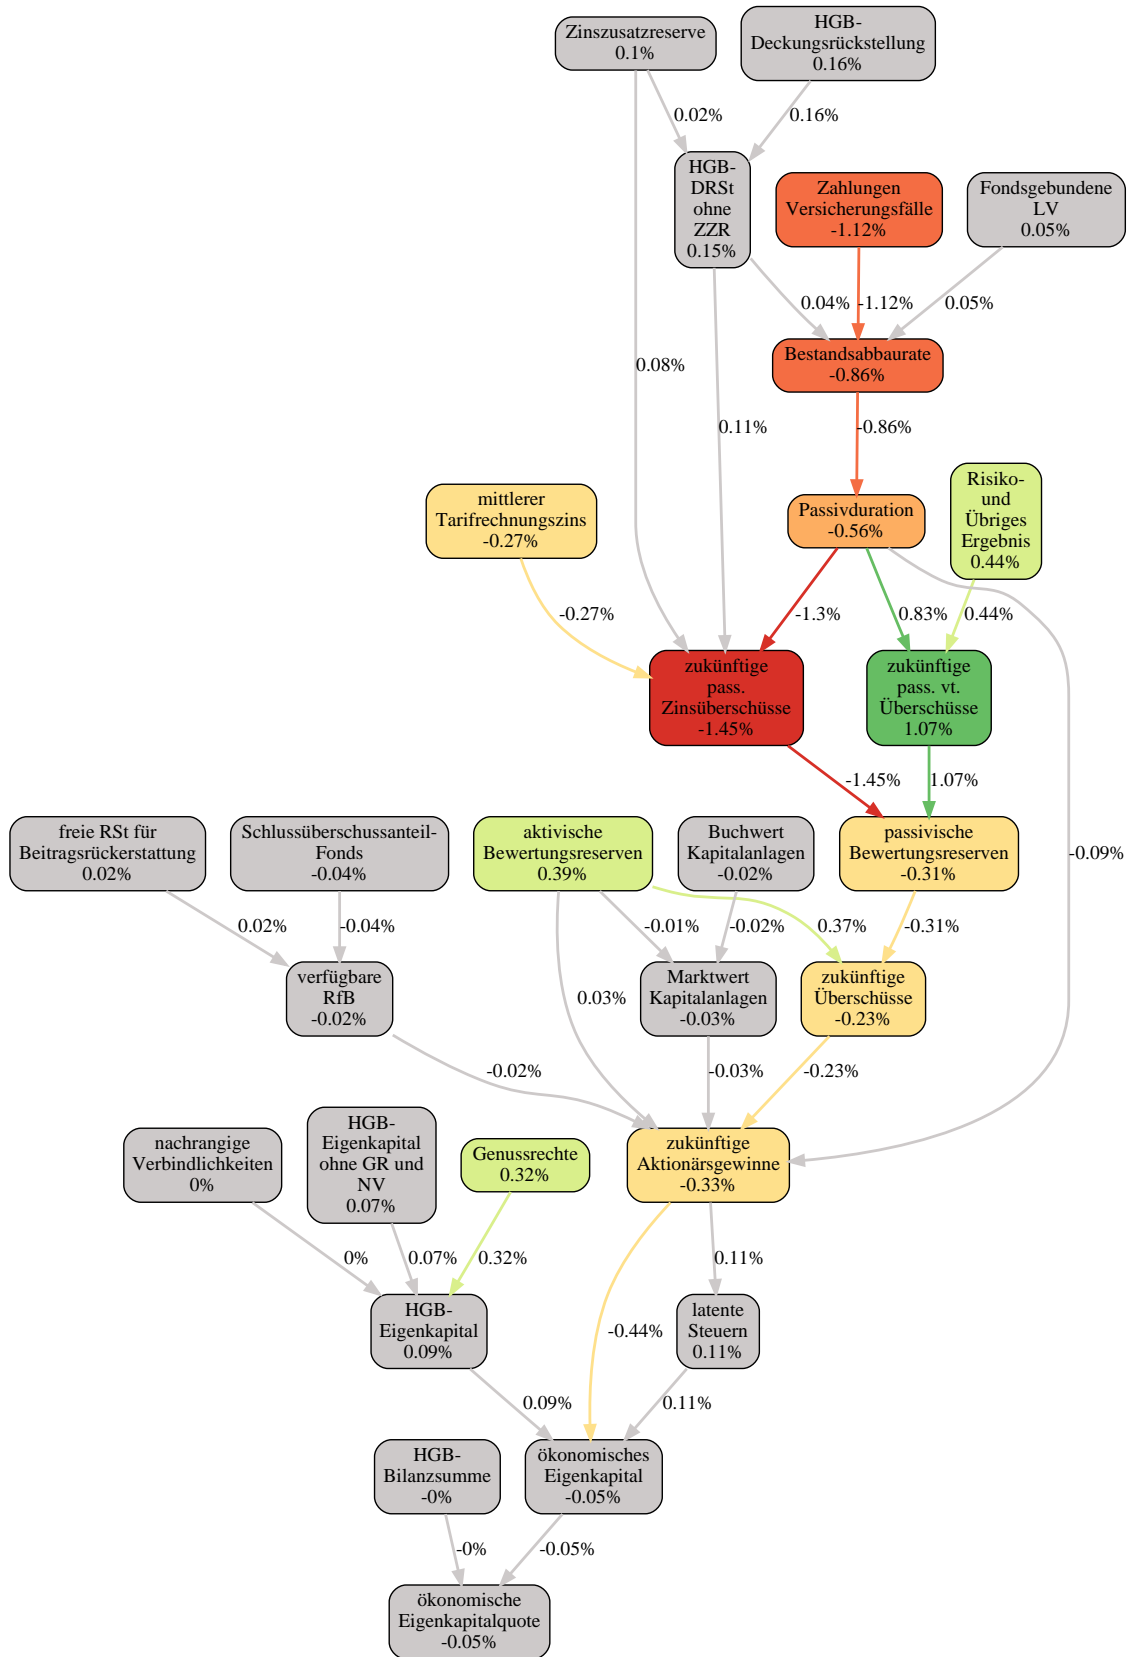 Zinszusatzreserve
0.1%
HGB-
Deckungsrückstellung
0.16%
0.02%
0.16%
HGB-
DRSt
ohne
ZZR
0.15%
Zahlungen
Versicherungsfälle
-1.12%
Fondsgebundene
LV
0.05%
0.04%
-1.12%
0.05%
Bestandsabbaurate
-0.86%
0.08%
0.11%
-0.86%
mittlerer
Tarifrechnungszins
-0.27%
Passivduration
-0.56%
Risiko-
und
Übriges
Ergebnis
0.44%
-0.27%
-1.3%
0.83%
0.44%
zukünftige
pass.
Zinsüberschüsse
-1.45%
zukünftige
pass. vt.
Überschüsse
1.07%
-1.45%
1.07%
-0.09%
freie RSt für
Beitragsrückerstattung
0.02%
Schlussüberschussanteil-
Fonds
-0.04%
aktivische
Bewertungsreserven
0.39%
Buchwert
Kapitalanlagen
-0.02%
passivische
Bewertungsreserven
-0.31%
0.02%
-0.04%
-0.01%
-0.02%
0.37%
-0.31%
verfügbare
RfB
-0.02%
0.03%
Marktwert
Kapitalanlagen
-0.03%
zukünftige
Überschüsse
-0.23%
-0.02%
-0.03%
-0.23%
nachrangige
Verbindlichkeiten
0%
HGB-
Eigenkapital
ohne GR und
NV
0.07%
Genussrechte
0.32%
zukünftige
Aktionärsgewinne
-0.33%
0%
0.07%
0.32%
0.11%
HGB-
Eigenkapital
0.09%
-0.44%
latente
Steuern
0.11%
0.09%
0.11%
HGB-
Bilanzsumme
-0%
ökonomisches
Eigenkapital
-0.05%
-0%
-0.05%
ökonomische
Eigenkapitalquote
-0.05%